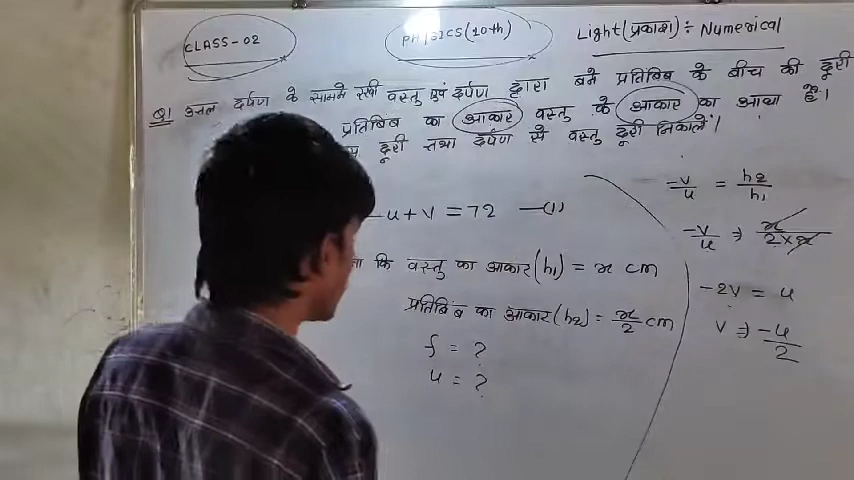 CLASS-02
PHYSICS (10th)
Light (प्रकाश) ÷ Numerical
Q1 उत्तल दर्पण के सामने रखी वस्तु एवं दर्पण द्वारा बने प्रतिबिंब के बीच की दूरी
प्रतिबिंब का आकार वस्तु के आकार का आधा है।
दूरी तथा दर्पण से वस्तु दूरी निकालें।
-u + v = 72 —(1)
कि वस्तु का आकार (h₁) = x cm
प्रतिबिंब का आकार (h2) = x/2 cm
f = ?
u = ?
-v/u = h2/h₁
-v/u ⇒ x/2×x
-2v = u
v ⇒ -u/2